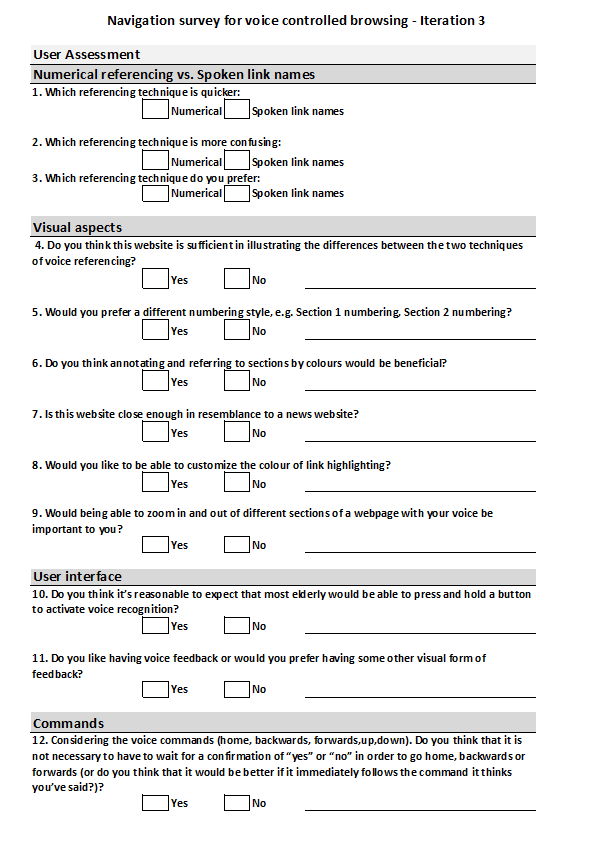 Navigation survey for voice controlled browsing - Iteration 3
User Assessment
Numerical referencing vs. Spoken link names
1. Which referencing technique is quicker:
Numerical Spoken link names
2. Which referencing technique is more confusing:
Numerical Spoken link names
3. Which referencing technique do you prefer:
Numerical Spoken link names
Visual aspects
4. Do you think this website is sufficient in illustrating the differences between the two techniques
of voice referencing?
Yes No
5. Would you prefer a different numbering style, e.g. Section 1 numbering, Section 2 numbering?
Yes No
6. Do you think annotating and referring to sections by colours would be beneficial?
Yes No
7. Is this website close enough in resemblance to a news website?
Yes No
8. Would you like to be able to customize the colour of link highlighting?
Yes No
9. Would being able to zoom in and out of different sections of a webpage with your voice be
important to you?
Yes No
User interface
10. Do you think it’s reasonable to expect that most elderly would be able to press and hold a button
to activate voice recognition?
Yes No
11. Do you like having voice feedback or would you prefer having some other visual form of
feedback?
Yes No
Commands
12. Considering the voice commands (home, backwards, forwards,up,down). Do you think that it is
not necessary to have to wait for a confirmation of “yes” or “no” in order to go home, backwards or
forwards (or do you think that it would be better if it immediately follows the command it thinks
you’ve said?)?
Yes No